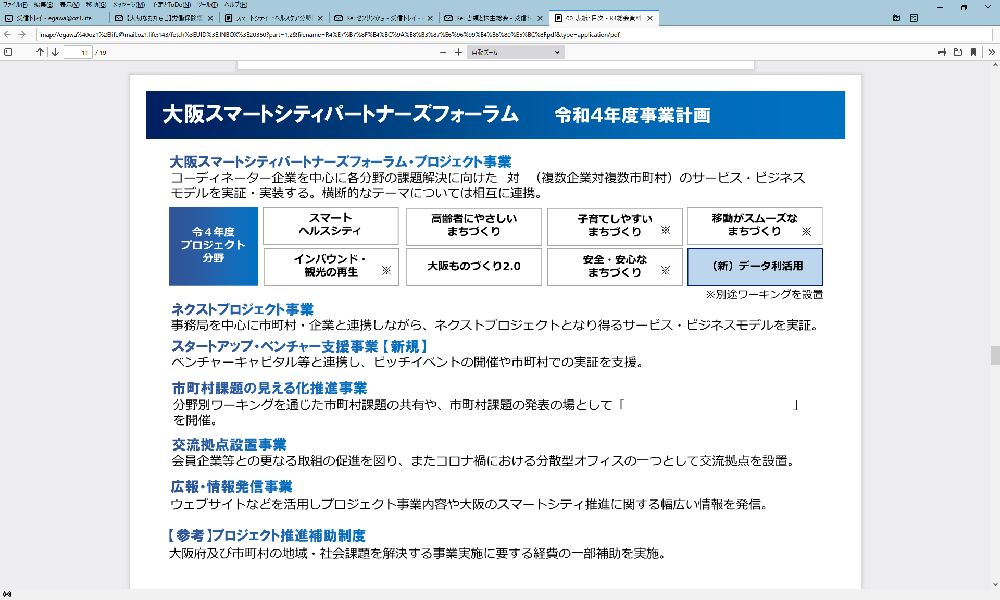 ファイル(F) 編集(E) 表示(V) 移動(G) メッセージ(M) 予定とToDo(N) ツール(T) ヘルプ(H)
受信トレイ - egawa@oz1.life
【大切なお知らせ】労働保険概
スマートシティー・ヘルスケア分野
Re: ゼンリンから - 受信トレイ -
Re: 書類と株主総会 - 受信ト
00_表紙・目次 - R4総会資料
imap://egawa%40oz1%2Elife@mail.oz1.life:143/fetch%3EUID%3E.INBOX%3E20350?part=1.2&filename=R4%E7%B7%8F%E4%BC%9A%E8%B3%87%E6%96%99%E4%B8%80%E5%BC%8F.pdf&type=application/pdf
11 / 19
自動ズーム
大阪スマートシティパートナーズフォーラム 令和4年度事業計画
大阪スマートシティパートナーズフォーラム・プロジェクト事業
コーディネーター企業を中心に各分野の課題解決に向けた 対 （複数企業対複数市町村）のサービス・ビジネス
モデルを実証・実装する。横断的なテーマについては相互に連携。
令４年度
プロジェクト
分野
スマート
ヘルスシティ
高齢者にやさしい
まちづくり
子育てしやすい
まちづくり ※
移動がスムーズな
まちづくり ※
インバウンド・
観光の再生 ※
大阪ものづくり2.0
安全・安心な
まちづくり ※
（新）データ利活用
※別途ワーキングを設置
ネクストプロジェクト事業
事務局を中心に市町村・企業と連携しながら、ネクストプロジェクトとなり得るサービス・ビジネスモデルを実証。
スタートアップ・ベンチャー支援事業【新規】
ベンチャーキャピタル等と連携し、ピッチイベントの開催や市町村での実証を支援。
市町村課題の見える化推進事業
分野別ワーキングを通じた市町村課題の共有や、市町村課題の発表の場として「 」
を開催。
交流拠点設置事業
会員企業等との更なる取組の促進を図り、またコロナ禍における分散型オフィスの一つとして交流拠点を設置。
広報・情報発信事業
ウェブサイトなどを活用しプロジェクト事業内容や大阪のスマートシティ推進に関する幅広い情報を発信。
【参考】プロジェクト推進補助制度
大阪府及び市町村の地域・社会課題を解決する事業実施に要する経費の一部補助を実施。